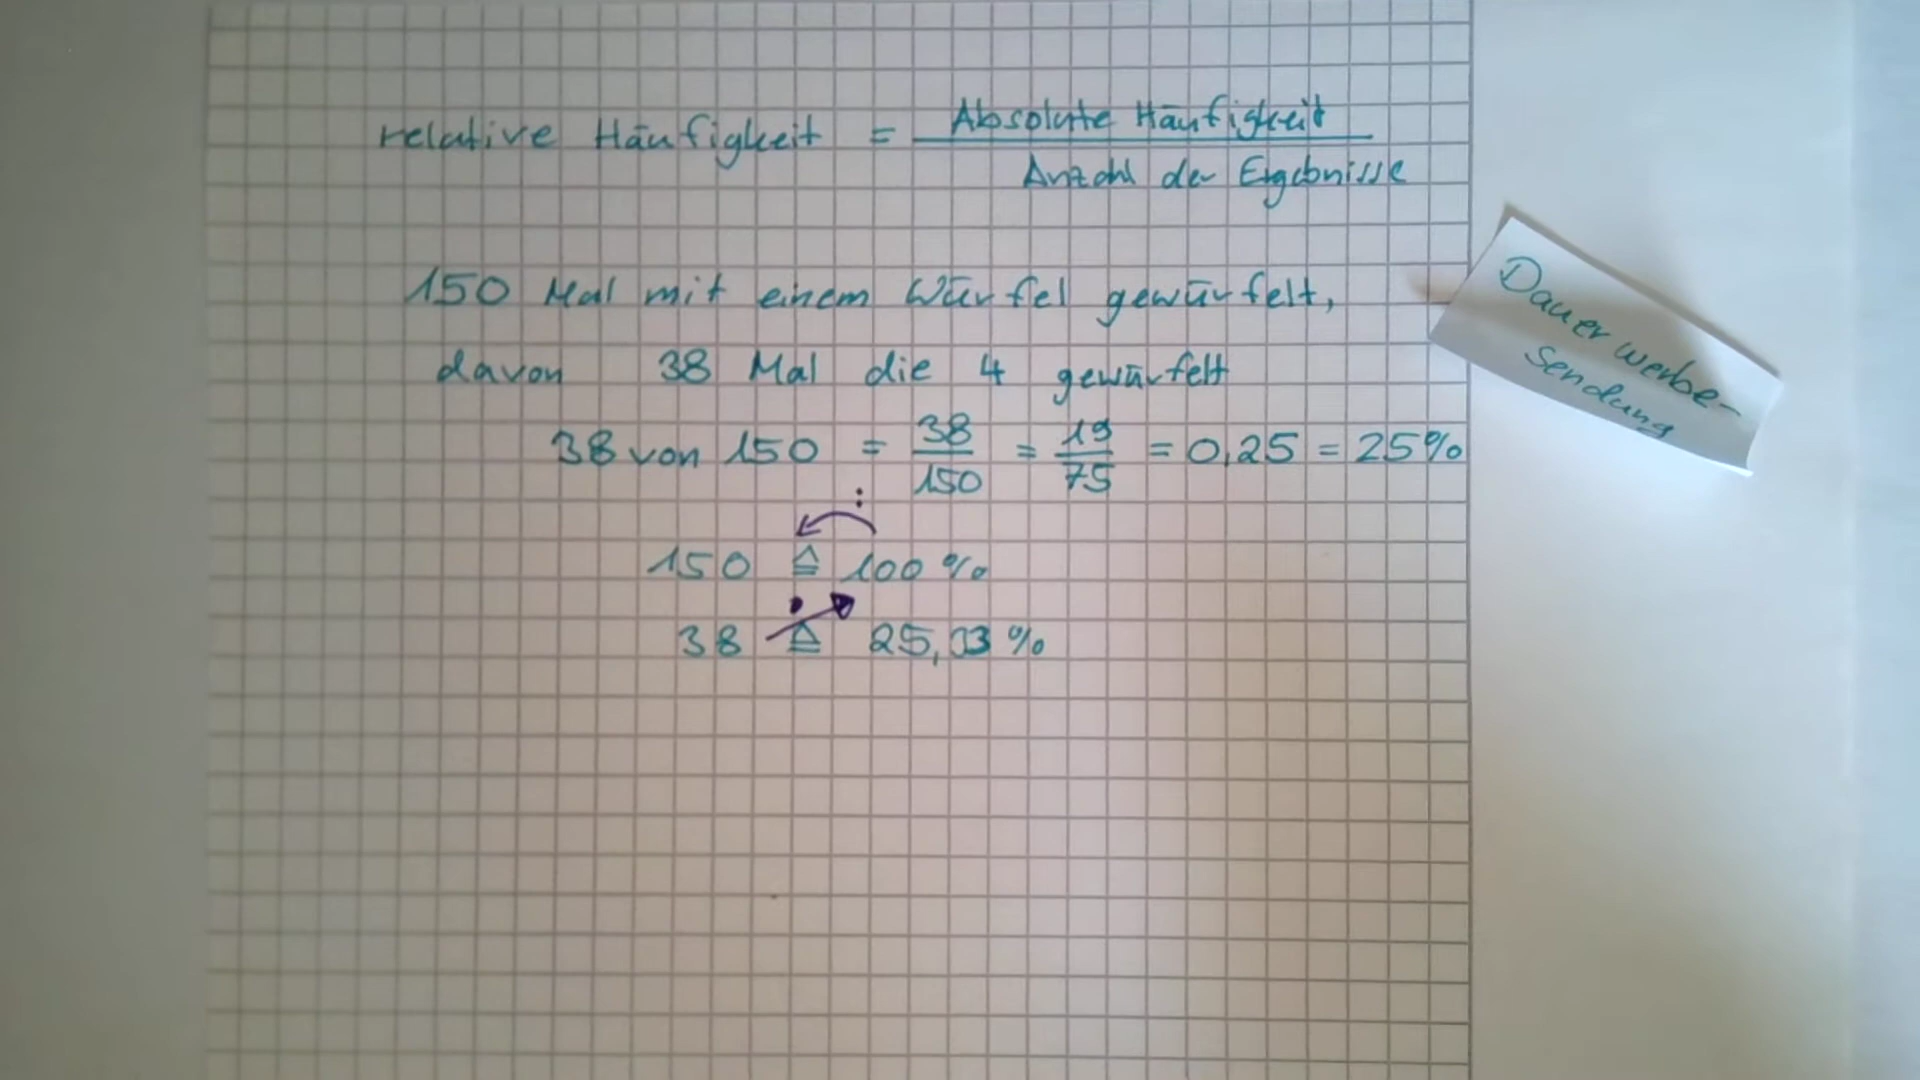 relative Häufigkeit = Absolute Häufigkeit / Anzahl der Ergebnisse
150 Mal mit einem Würfel gewürfelt,
davon 38 Mal die 4 gewürfelt
38 von 150 = 38/150 = 19/75 = 0,25 = 25%
:
150 ≙ 100 %
·
38 ≙ 25,33 %
Dauerwerbe-
sendung